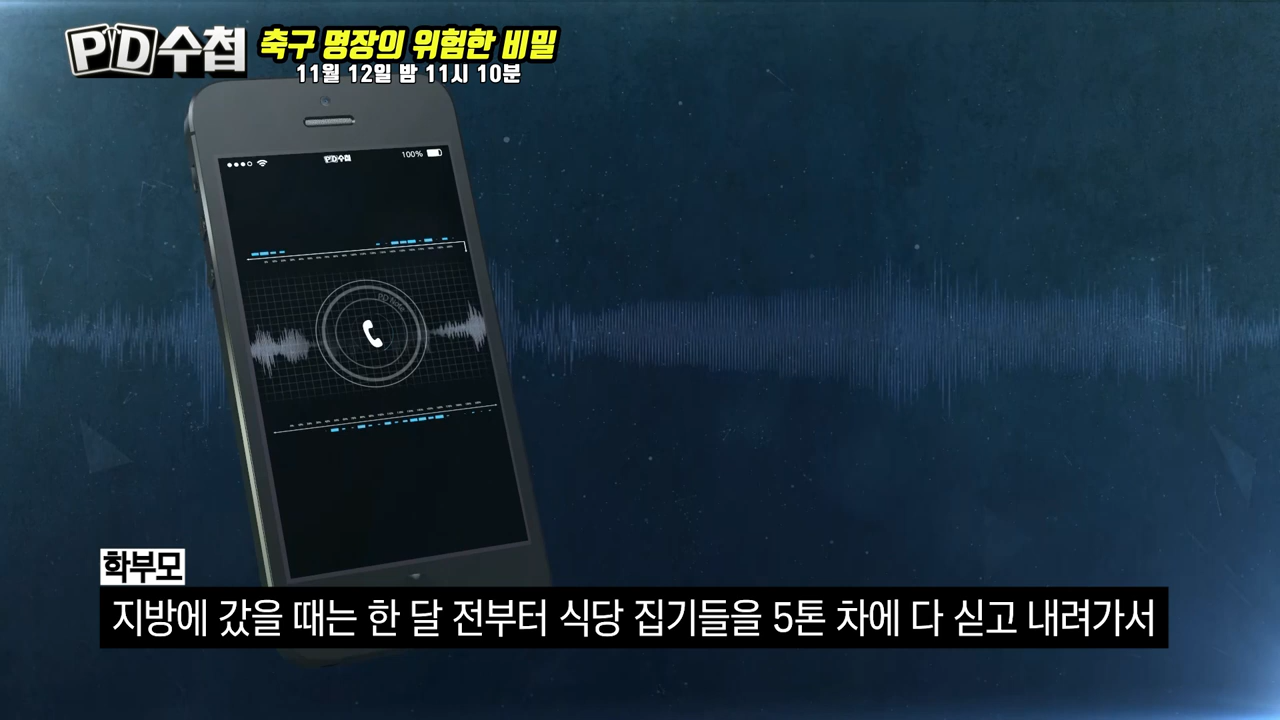 PD수첩 축구 명장의 위험한 비밀
11월 12일 밤 11시 10분
PD수첩 100%
PD Note
학부모
지방에 갔을 때는 한 달 전부터 식당 집기들을 5톤 차에 다 싣고 내려가서